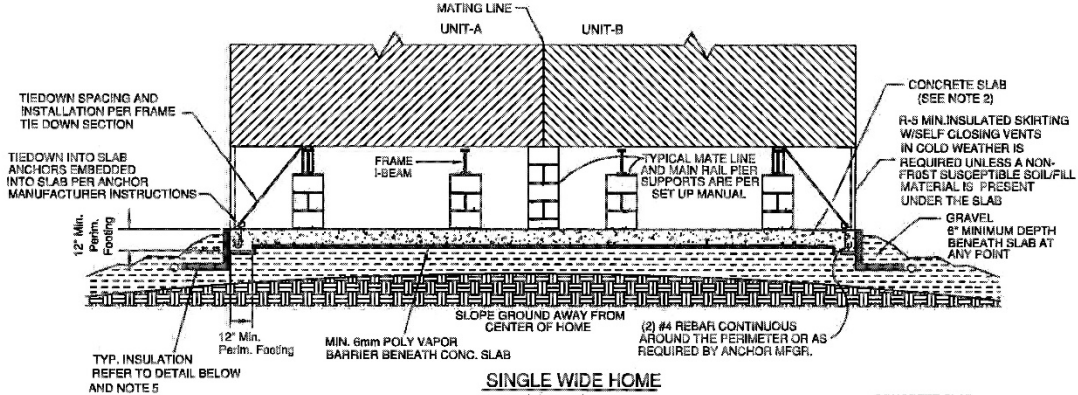 MATING LINE
UNIT-A
UNIT-B
TIEDOWN SPACING AND
INSTALLATION PER FRAME
TIE DOWN SECTION
TIEDOWN INTO SLAB
ANCHORS EMBEDDED
INTO SLAB PER ANCHOR
MANUFACTURER INSTRUCTIONS
12" Min.
Perim.
Footing
FRAME
I-BEAM
TYPICAL MATE LINE
AND MAIN RAIL PIER
SUPPORTS ARE PER
SET UP MANUAL
CONCRETE SLAB
(SEE NOTE 2)
R-5 MIN.INSULATED SKIRTING
W/SELF CLOSING VENTS
IN COLD WEATHER IS
REQUIRED UNLESS A NON-
FROST SUSCEPTIBLE SOIL/FILL
MATERIAL IS PRESENT
UNDER THE SLAB
GRAVEL
6" MINIMUM DEPTH
BENEATH SLAB AT
ANY POINT
SLOPE GROUND AWAY FROM
CENTER OF HOME
12" Min.
Perim. Footing
MIN. 6mm POLY VAPOR
BARRIER BENEATH CONC. SLAB
(2) #4 REBAR CONTINUOUS
AROUND THE PERIMETER OR AS
REQUIRED BY ANCHOR MFGR.
TYP. INSULATION
REFER TO DETAIL BELOW
AND NOTE 5
SINGLE WIDE HOME